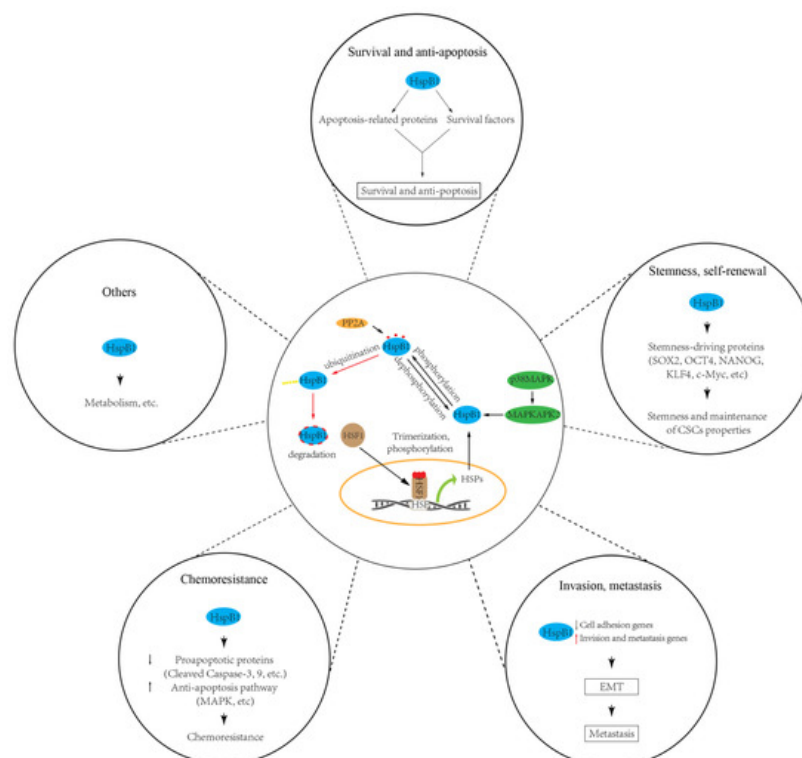 Survival and anti-apoptosis
HspB1
Apoptosis-related proteins Survival factors
Survival and anti-poptosis
Others
HspB1
Metabolism, etc.
Stemness, self-renewal
HspB1
Stemness-driving proteins
(SOX2, OCT4, NANOG,
KLF4, c-Myc, etc)
Stemness and maintenance
of CSCs properties
PP2A
HspB1
ubiquitination
phosphorylation
dephosphorylation
HspB1
p38MAPK
HspB1
MAPKAPK2
HspB1
degradation
HSF1
Trimerization,
phosphorylation
HSPs
HSF1
HSE
Chemoresistance
HspB1
↓ Proapoptotic proteins
(Cleaved Caspase-3, 9, etc.)
↑ Anti-apoptosis pathway
(MAPK, etc)
Chemoresistance
Invasion, metastasis
HspB1
↓ Cell adhesion genes
↑ Invision and metastasis genes
EMT
Metastasis